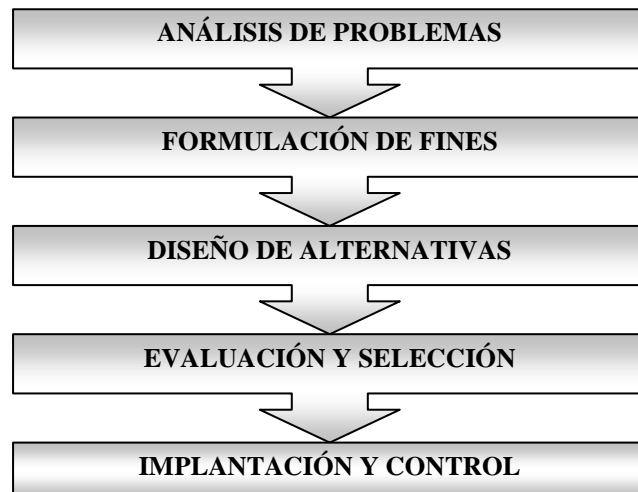 ANÁLISIS DE PROBLEMAS
FORMULACIÓN DE FINES
DISEÑO DE ALTERNATIVAS
EVALUACIÓN Y SELECCIÓN
IMPLANTACIÓN Y CONTROL